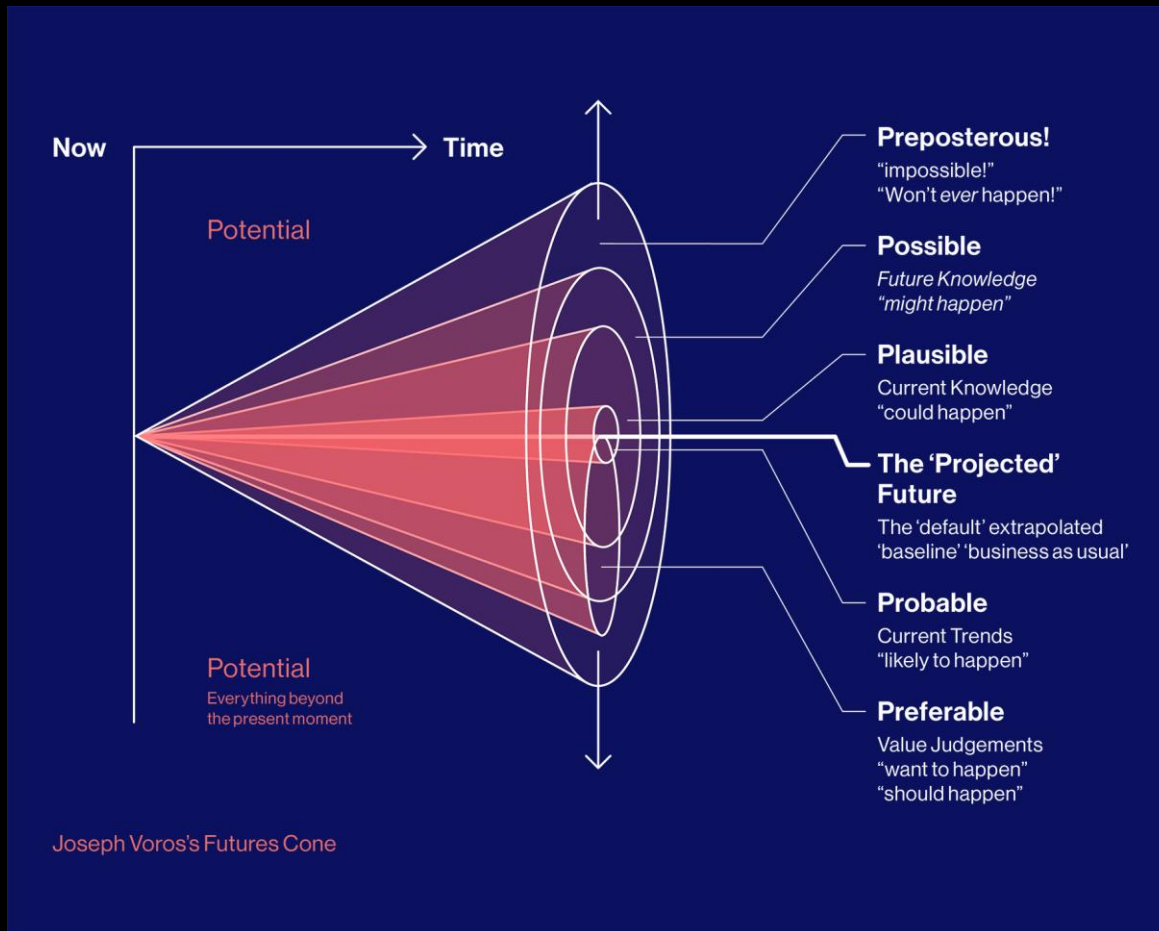 Now
Time
Potential
Preposterous!
“impossible!”
“Won’t ever happen!”
Possible
Future Knowledge
“might happen”
Plausible
Current Knowledge
“could happen”
The ‘Projected’
Future
The ‘default’ extrapolated
‘baseline’ ‘business as usual’
Probable
Current Trends
“likely to happen”
Preferable
Value Judgements
“want to happen”
“should happen”
Potential
Everything beyond
the present moment
Joseph Voros’s Futures Cone